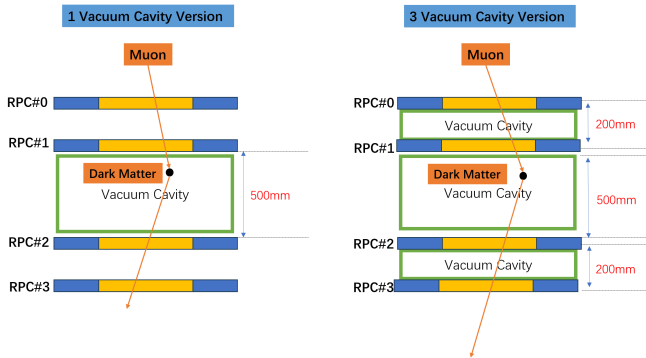 1 Vacuum Cavity Version
Muon
RPC#0
RPC#1
Dark Matter
Vacuum Cavity
500mm
RPC#2
RPC#3
3 Vacuum Cavity Version
Muon
RPC#0
Vacuum Cavity
200mm
RPC#1
Dark Matter
Vacuum Cavity
500mm
RPC#2
Vacuum Cavity
200mm
RPC#3